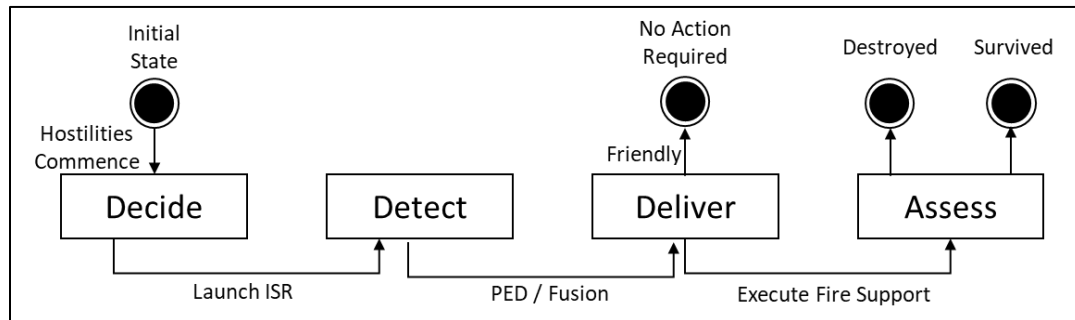 Initial
State
No Action
Required
Destroyed
Survived
Hostilities
Commence
Friendly
Decide
Detect
Deliver
Assess
Launch ISR
PED / Fusion
Execute Fire Support